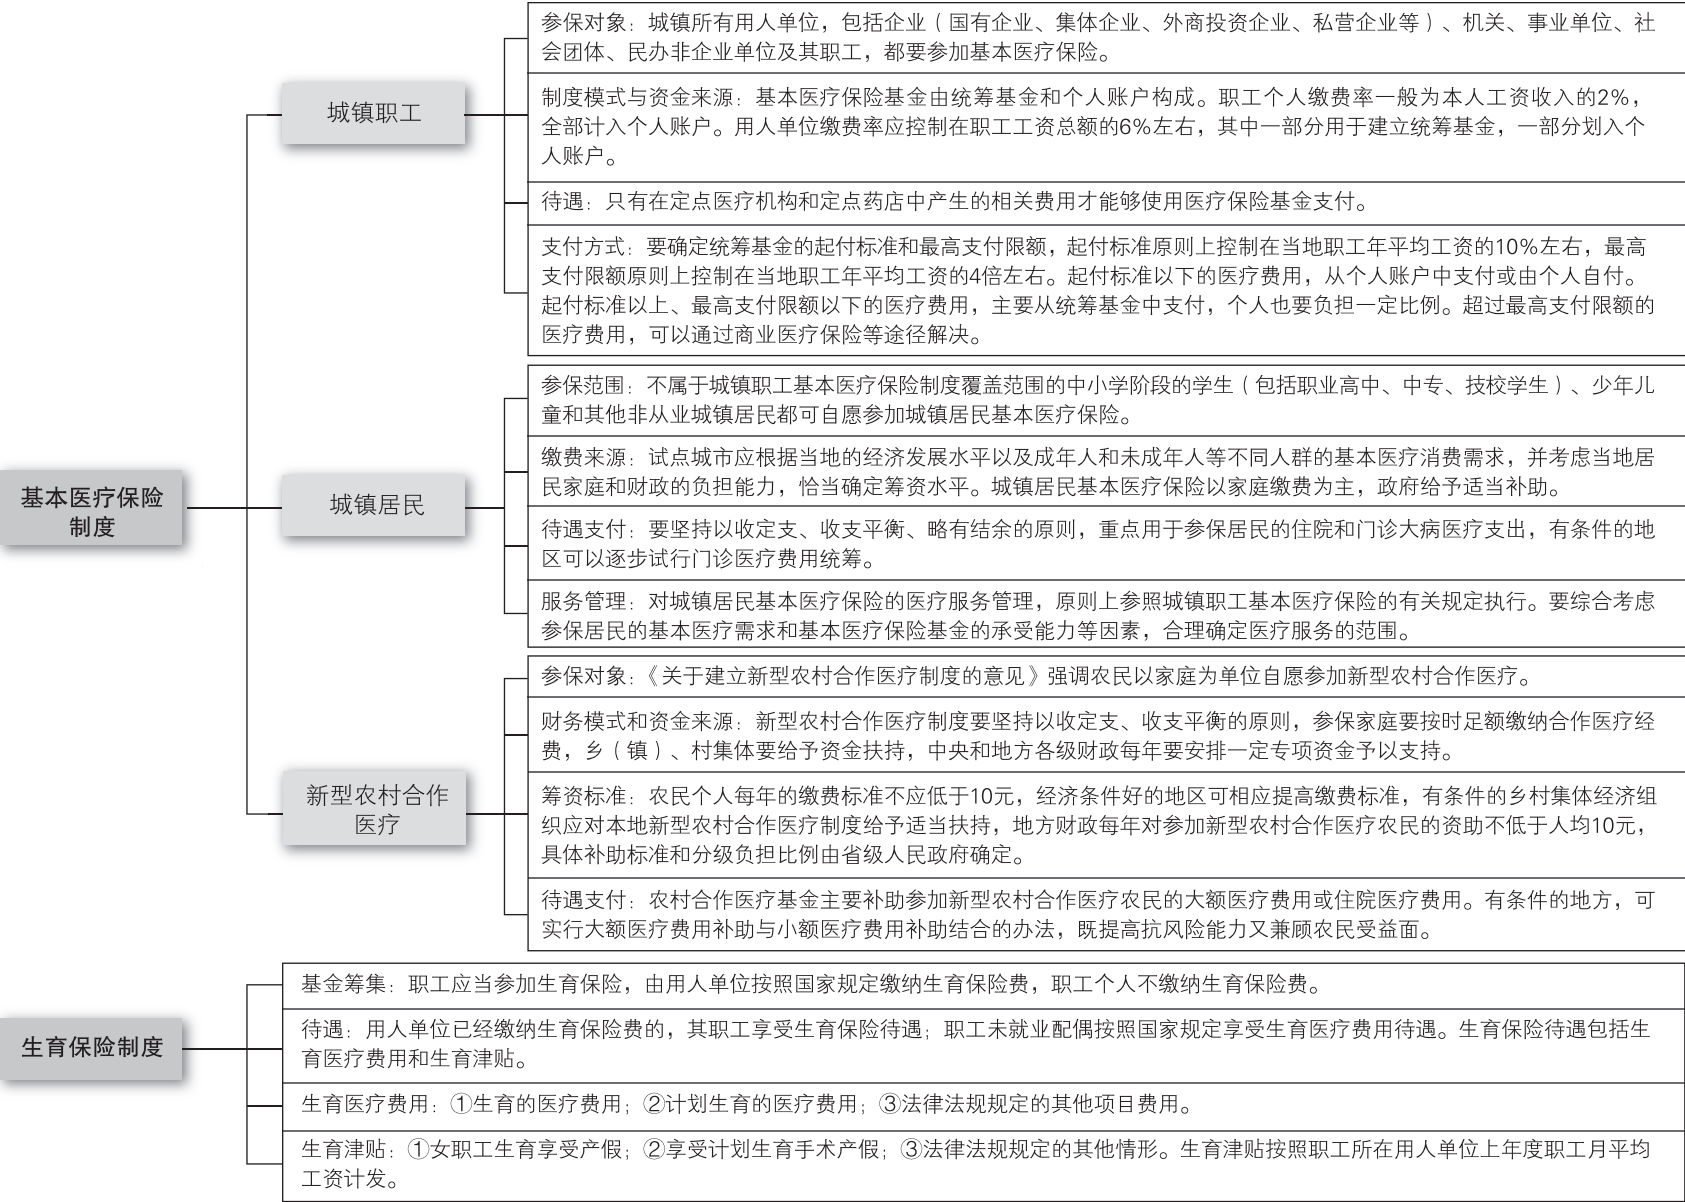 基本医疗保险
制度
城镇职工
参保对象：城镇所有用人单位，包括企业（国有企业、集体企业、外商投资企业、私营企业等）、机关、事业单位、社
会团体、民办非企业单位及其职工，都要参加基本医疗保险。
制度模式与资金来源：基本医疗保险基金由统筹基金和个人账户构成。职工个人缴费率一般为本人工资收入的2%，
全部计入个人账户。用人单位缴费率应控制在职工工资总额的6%左右，其中一部分用于建立统筹基金，一部分划入个
人账户。
待遇：只有在定点医疗机构和定点药店中产生的相关费用才能够使用医疗保险基金支付。
支付方式：要确定统筹基金的起付标准和最高支付限额，起付标准原则上控制在当地职工年平均工资的10%左右，最高
支付限额原则上控制在当地职工年平均工资的4倍左右。起付标准以下的医疗费用，从个人账户中支付或由个人自付。
起付标准以上、最高支付限额以下的医疗费用，主要从统筹基金中支付，个人也要负担一定比例。超过最高支付限额的
医疗费用，可以通过商业医疗保险等途径解决。
城镇居民
参保范围：不属于城镇职工基本医疗保险制度覆盖范围的中小学阶段的学生（包括职业高中、中专、技校学生）、少年儿
童和其他非从业城镇居民都可自愿参加城镇居民基本医疗保险。
缴费来源：试点城市应根据当地的经济发展水平以及成年人和未成年人等不同人群的基本医疗消费需求，并考虑当地居
民家庭和财政的负担能力，恰当确定筹资水平。城镇居民基本医疗保险以家庭缴费为主，政府给予适当补助。
待遇支付：要坚持以收定支、收支平衡、略有结余的原则，重点用于参保居民的住院和门诊大病医疗支出，有条件的地
区可以逐步试行门诊医疗费用统筹。
服务管理：对城镇居民基本医疗保险的医疗服务管理，原则上参照城镇职工基本医疗保险的有关规定执行。要综合考虑
参保居民的基本医疗需求和基本医疗保险基金的承受能力等因素，合理确定医疗服务的范围。
新型农村合作
医疗
参保对象：《关于建立新型农村合作医疗制度的意见》强调农民以家庭为单位自愿参加新型农村合作医疗。
财务模式和资金来源：新型农村合作医疗制度要坚持以收定支、收支平衡的原则，参保家庭要按时足额缴纳合作医疗经
费，乡（镇）、村集体要给予资金扶持，中央和地方各级财政每年要安排一定专项资金予以支持。
筹资标准：农民个人每年的缴费标准不应低于10元，经济条件好的地区可相应提高缴费标准，有条件的乡村集体经济组
织应对本地新型农村合作医疗制度给予适当扶持，地方财政每年对参加新型农村合作医疗农民的资助不低于人均10元，
具体补助标准和分级负担比例由省级人民政府确定。
待遇支付：农村合作医疗基金主要补助参加新型农村合作医疗农民的大额医疗费用或住院医疗费用。有条件的地方，可
实行大额医疗费用补助与小额医疗费用补助结合的办法，既提高抗风险能力又兼顾农民受益面。
生育保险制度
基金筹集：职工应当参加生育保险，由用人单位按照国家规定缴纳生育保险费，职工个人不缴纳生育保险费。
待遇：用人单位已经缴纳生育保险费的，其职工享受生育保险待遇；职工未就业配偶按照国家规定享受生育医疗费用待遇。生育保险待遇包括生
育医疗费用和生育津贴。
生育医疗费用：①生育的医疗费用；②计划生育的医疗费用；③法律法规规定的其他项目费用。
生育津贴：①女职工生育享受产假；②享受计划生育手术产假；③法律法规规定的其他情形。生育津贴按照职工所在用人单位上年度职工月平均
工资计发。